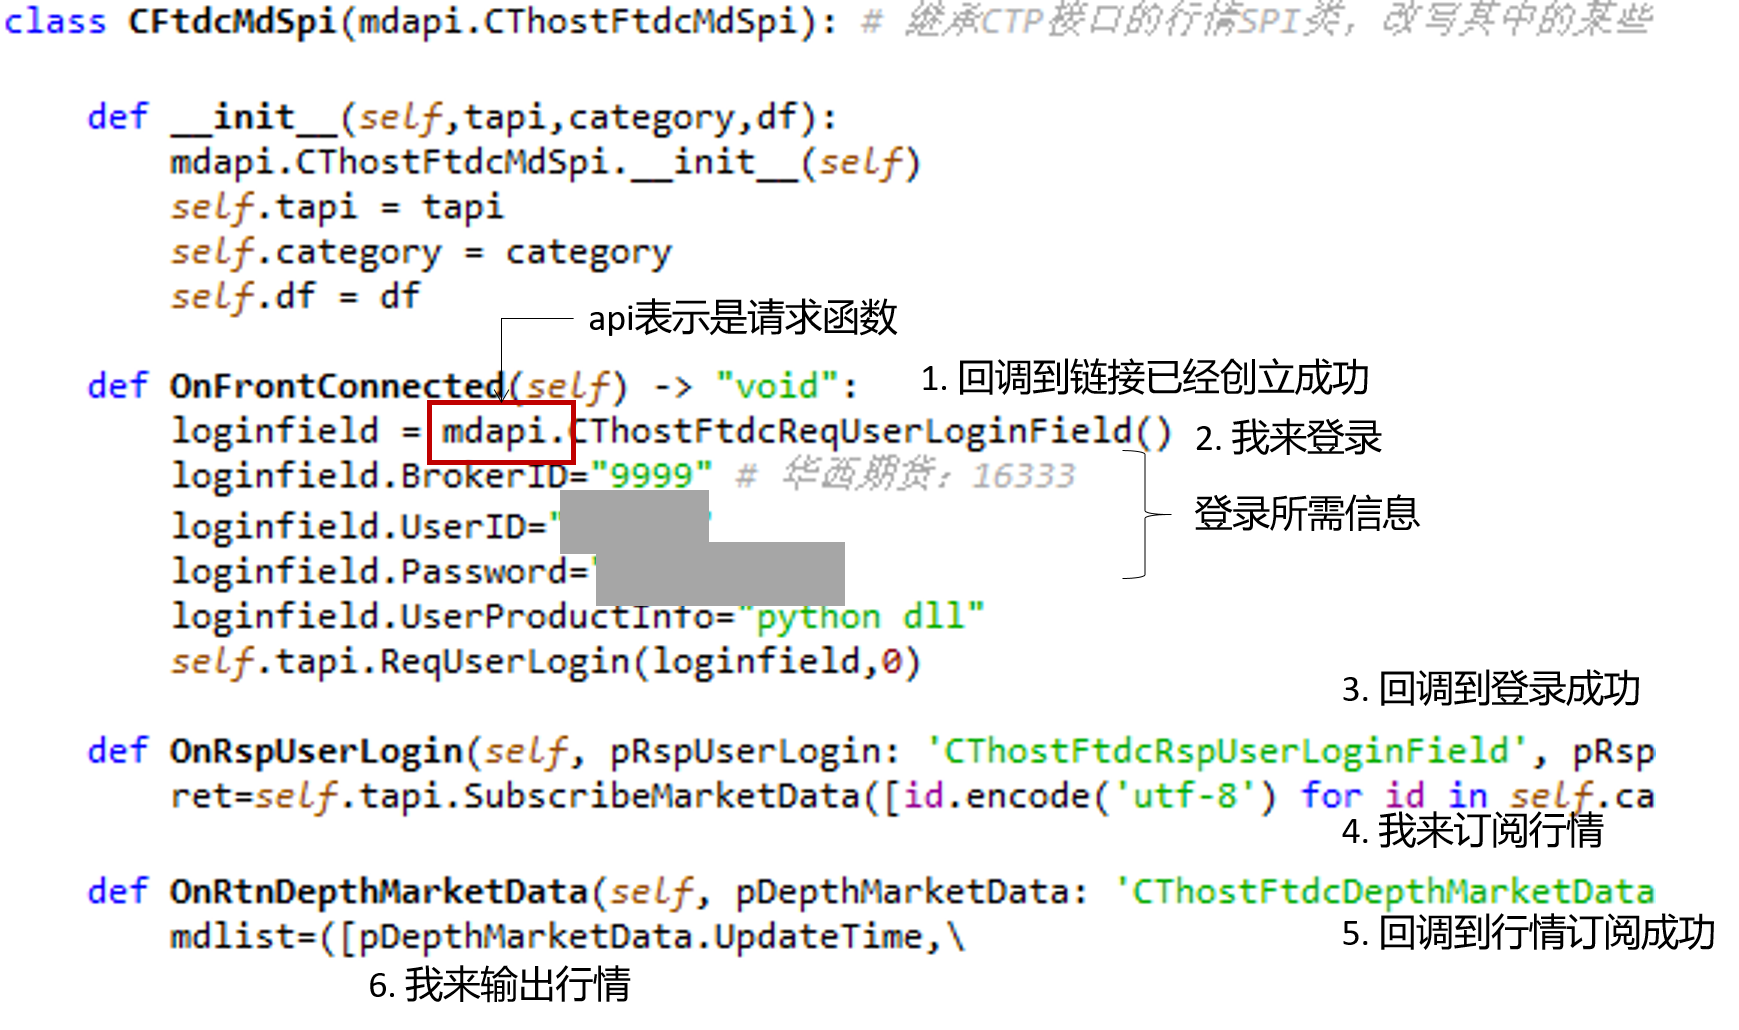 class CFtdcMdSpi(mdapi.CThostFtdcMdSpi): # 继承CTP接口的行情SPI类，改写其中的某些
def __init__(self,tapi,category,df):
mdapi.CThostFtdcMdSpi.__init__(self)
self.tapi = tapi
self.category = category
self.df = df
api表示是请求函数
def OnFrontConnected(self) -> "void":
1. 回调到链接已经创立成功
loginfield = mdapi.CThostFtdcReqUserLoginField()
2. 我来登录
loginfield.BrokerID="9999" # 华西期货：16333
登录所需信息
loginfield.UserID="
loginfield.Password="
loginfield.UserProductInfo="python dll"
self.tapi.ReqUserLogin(loginfield,0)
3. 回调到登录成功
def OnRspUserLogin(self, pRspUserLogin: 'CThostFtdcRspUserLoginField', pRsp
ret=self.tapi.SubscribeMarketData([id.encode('utf-8') for id in self.ca
4. 我来订阅行情
def OnRtnDepthMarketData(self, pDepthMarketData: 'CThostFtdcDepthMarketData
mdlist=([pDepthMarketData.UpdateTime,\
5. 回调到行情订阅成功
6. 我来输出行情